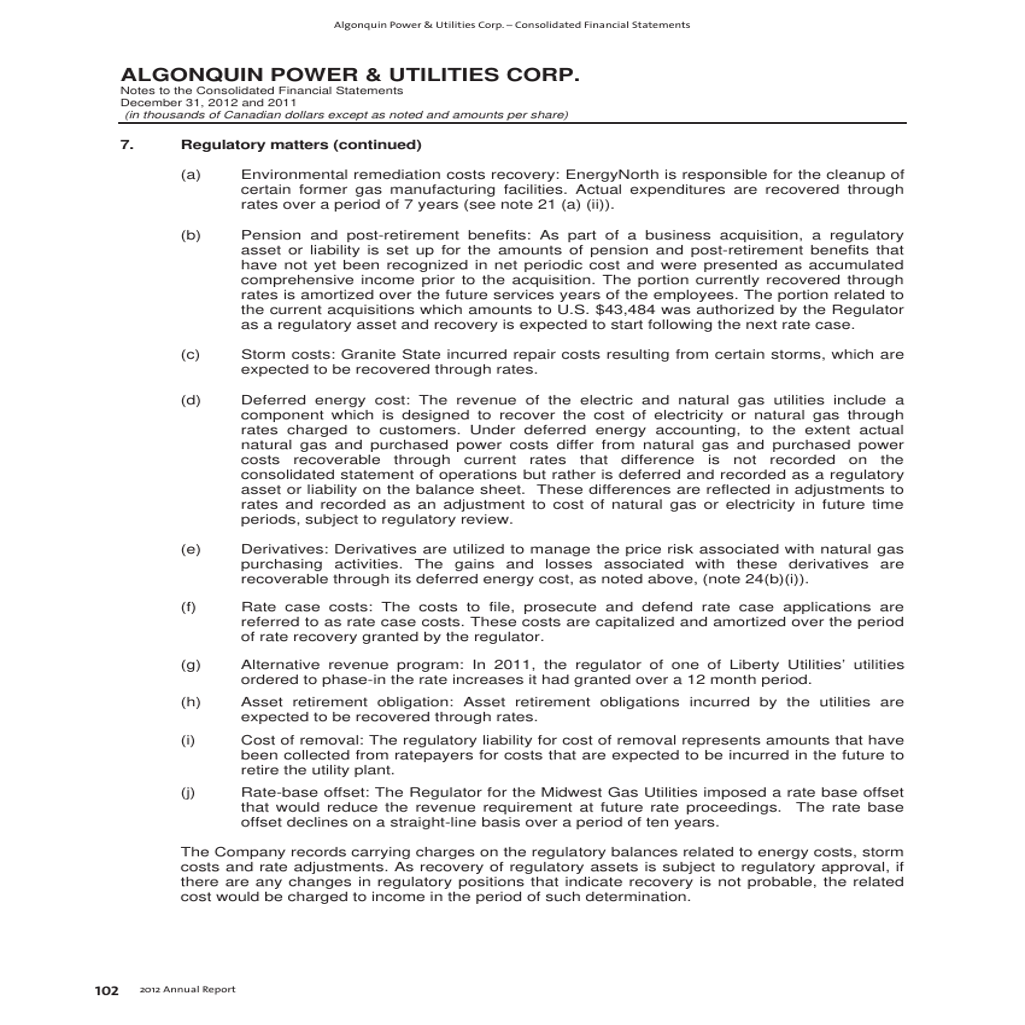 Algonquin Power & Utilities Corp. – Consolidated Financial Statements
ALGONQUIN POWER & UTILITIES CORP.
Notes to the Consolidated Financial Statements
December 31, 2012 and 2011
(in thousands of Canadian dollars except as noted and amounts per share)
7. Regulatory matters (continued)
(a) Environmental remediation costs recovery: EnergyNorth is responsible for the cleanup of
certain former gas manufacturing facilities. Actual expenditures are recovered through
rates over a period of 7 years (see note 21 (a) (ii)).
(b) Pension and post-retirement benefits: As part of a business acquisition, a regulatory
asset or liability is set up for the amounts of pension and post-retirement benefits that
have not yet been recognized in net periodic cost and were presented as accumulated
comprehensive income prior to the acquisition. The portion currently recovered through
rates is amortized over the future services years of the employees. The portion related to
the current acquisitions which amounts to U.S. $43,484 was authorized by the Regulator
as a regulatory asset and recovery is expected to start following the next rate case.
(c) Storm costs: Granite State incurred repair costs resulting from certain storms, which are
expected to be recovered through rates.
(d) Deferred energy cost: The revenue of the electric and natural gas utilities include a
component which is designed to recover the cost of electricity or natural gas through
rates charged to customers. Under deferred energy accounting, to the extent actual
natural gas and purchased power costs differ from natural gas and purchased power
costs recoverable through current rates that difference is not recorded on the
consolidated statement of operations but rather is deferred and recorded as a regulatory
asset or liability on the balance sheet. These differences are reflected in adjustments to
rates and recorded as an adjustment to cost of natural gas or electricity in future time
periods, subject to regulatory review.
(e) Derivatives: Derivatives are utilized to manage the price risk associated with natural gas
purchasing activities. The gains and losses associated with these derivatives are
recoverable through its deferred energy cost, as noted above, (note 24(b)(i)).
(f) Rate case costs: The costs to file, prosecute and defend rate case applications are
referred to as rate case costs. These costs are capitalized and amortized over the period
of rate recovery granted by the regulator.
(g) Alternative revenue program: In 2011, the regulator of one of Liberty Utilities’ utilities
ordered to phase-in the rate increases it had granted over a 12 month period.
(h) Asset retirement obligation: Asset retirement obligations incurred by the utilities are
expected to be recovered through rates.
(i) Cost of removal: The regulatory liability for cost of removal represents amounts that have
been collected from ratepayers for costs that are expected to be incurred in the future to
retire the utility plant.
(j) Rate-base offset: The Regulator for the Midwest Gas Utilities imposed a rate base offset
that would reduce the revenue requirement at future rate proceedings. The rate base
offset declines on a straight-line basis over a period of ten years.
The Company records carrying charges on the regulatory balances related to energy costs, storm
costs and rate adjustments. As recovery of regulatory assets is subject to regulatory approval, if
there are any changes in regulatory positions that indicate recovery is not probable, the related
cost would be charged to income in the period of such determination.
102 2012 Annual Report